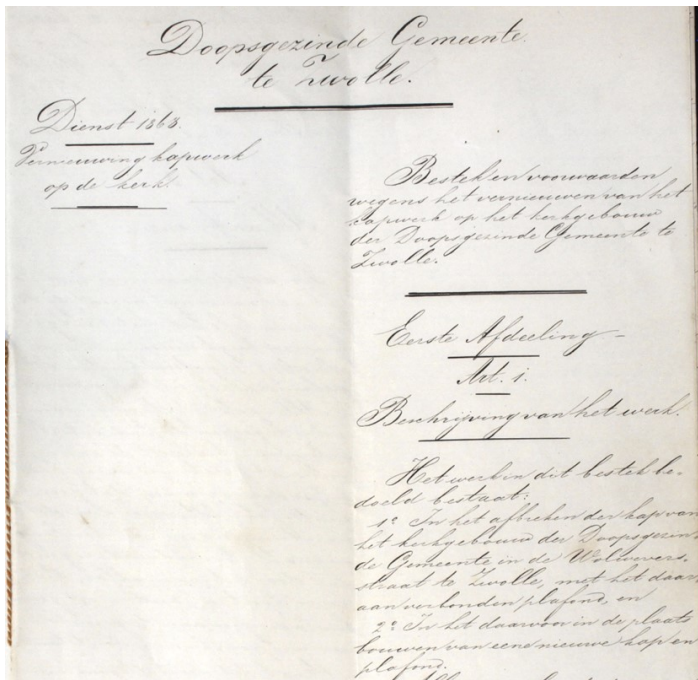 Doopsgezinde Gemeente
te Zwolle.
Dienst 1868.
Vernieuwing kapwerk
op de kerk
Bestek en voorwaarden
wegens het vernieuwen van het
kapwerk op het kerkgebouw
der Doopsgezinde Gemeente te
Zwolle.
Eerste Afdeeling
Art. 1.
Beschrijving van het werk.
Het werk in dit bestek be-
doeld bestaat:
1º In het afbreken der kap van
het kerkgebouw der Doopsgezin-
de Gemeente in de Wolwevers-
straat te Zwolle, met het daar-
aan verbonden plafond, en
2º In het daarvoor in de plaats
bouwen van eene nieuwe kap en
plafond.